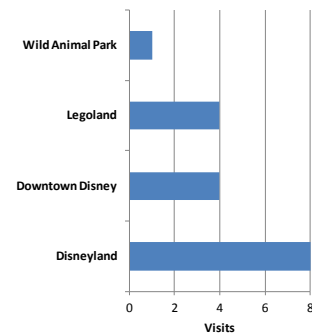 Wild Animal Park
Legoland
Downtown Disney
Disneyland
0 2 4 6 8
Visits